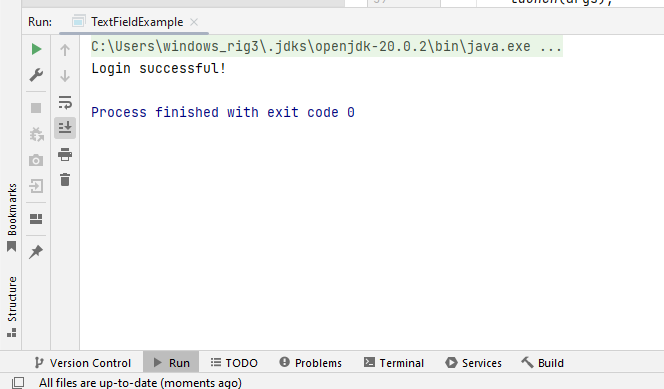 launch(args);
Run: TextFieldExample
C:\Users\windows_rig3\.jdks\openjdk-20.0.2\bin\java.exe ...
Login successful!
Process finished with exit code 0
Bookmarks
Structure
Version Control Run TODO Problems Terminal Services Build
All files are up-to-date (moments ago)